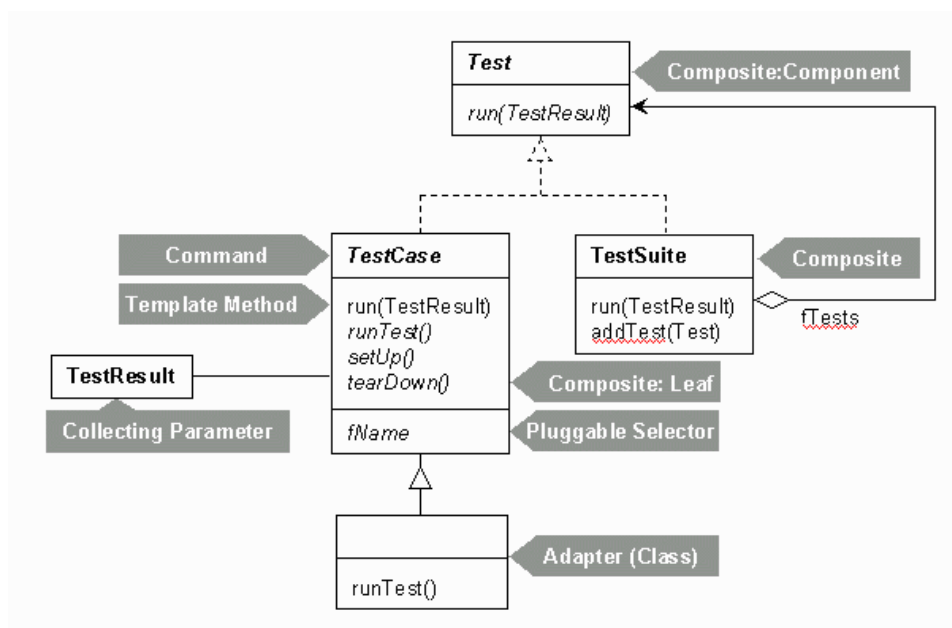 Test
Composite:Component
run(TestResult)
Command
TestCase
TestSuite
Composite
Template Method
run(TestResult)
runTest()
setUp()
tearDown()
run(TestResult)
addTest(Test)
fTests
TestResult
Composite: Leaf
Collecting Parameter
fName
Pluggable Selector
Adapter (Class)
runTest()